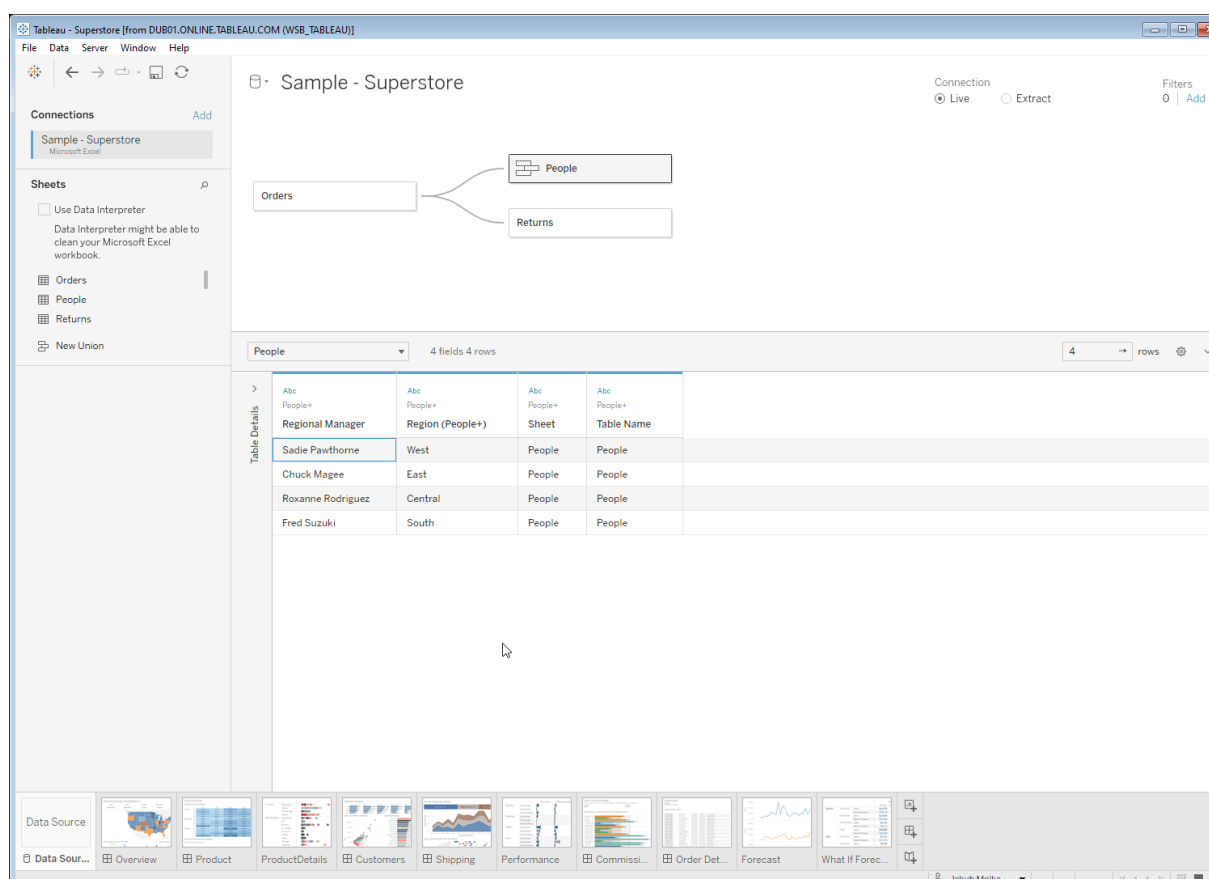 Tableau - Superstore [from DUB01.ONLINE.TABLEAU.COM (WSB_TABLEAU)]
File Data Server Window Help
Sample - Superstore
Connection
Live Extract
Filters
0 Add
Connections Add
Sample - Superstore
Microsoft Excel
Sheets
Use Data Interpreter
Data Interpreter might be able to
clean your Microsoft Excel
workbook.
Orders
People
Returns
New Union
Orders
People
Returns
People 4 fields 4 rows 4 → rows
Table Details
Abc Abc Abc Abc
People+ People+ People+ People+
Regional Manager Region (People+) Sheet Table Name
Sadie Pawthorne West People People
Chuck Magee East People People
Roxanne Rodriguez Central People People
Fred Suzuki South People People
Data Source
Data Sour... Overview Product ProductDetails Customers Shipping Performance Commissi... Order Det... Forecast What If Forec...